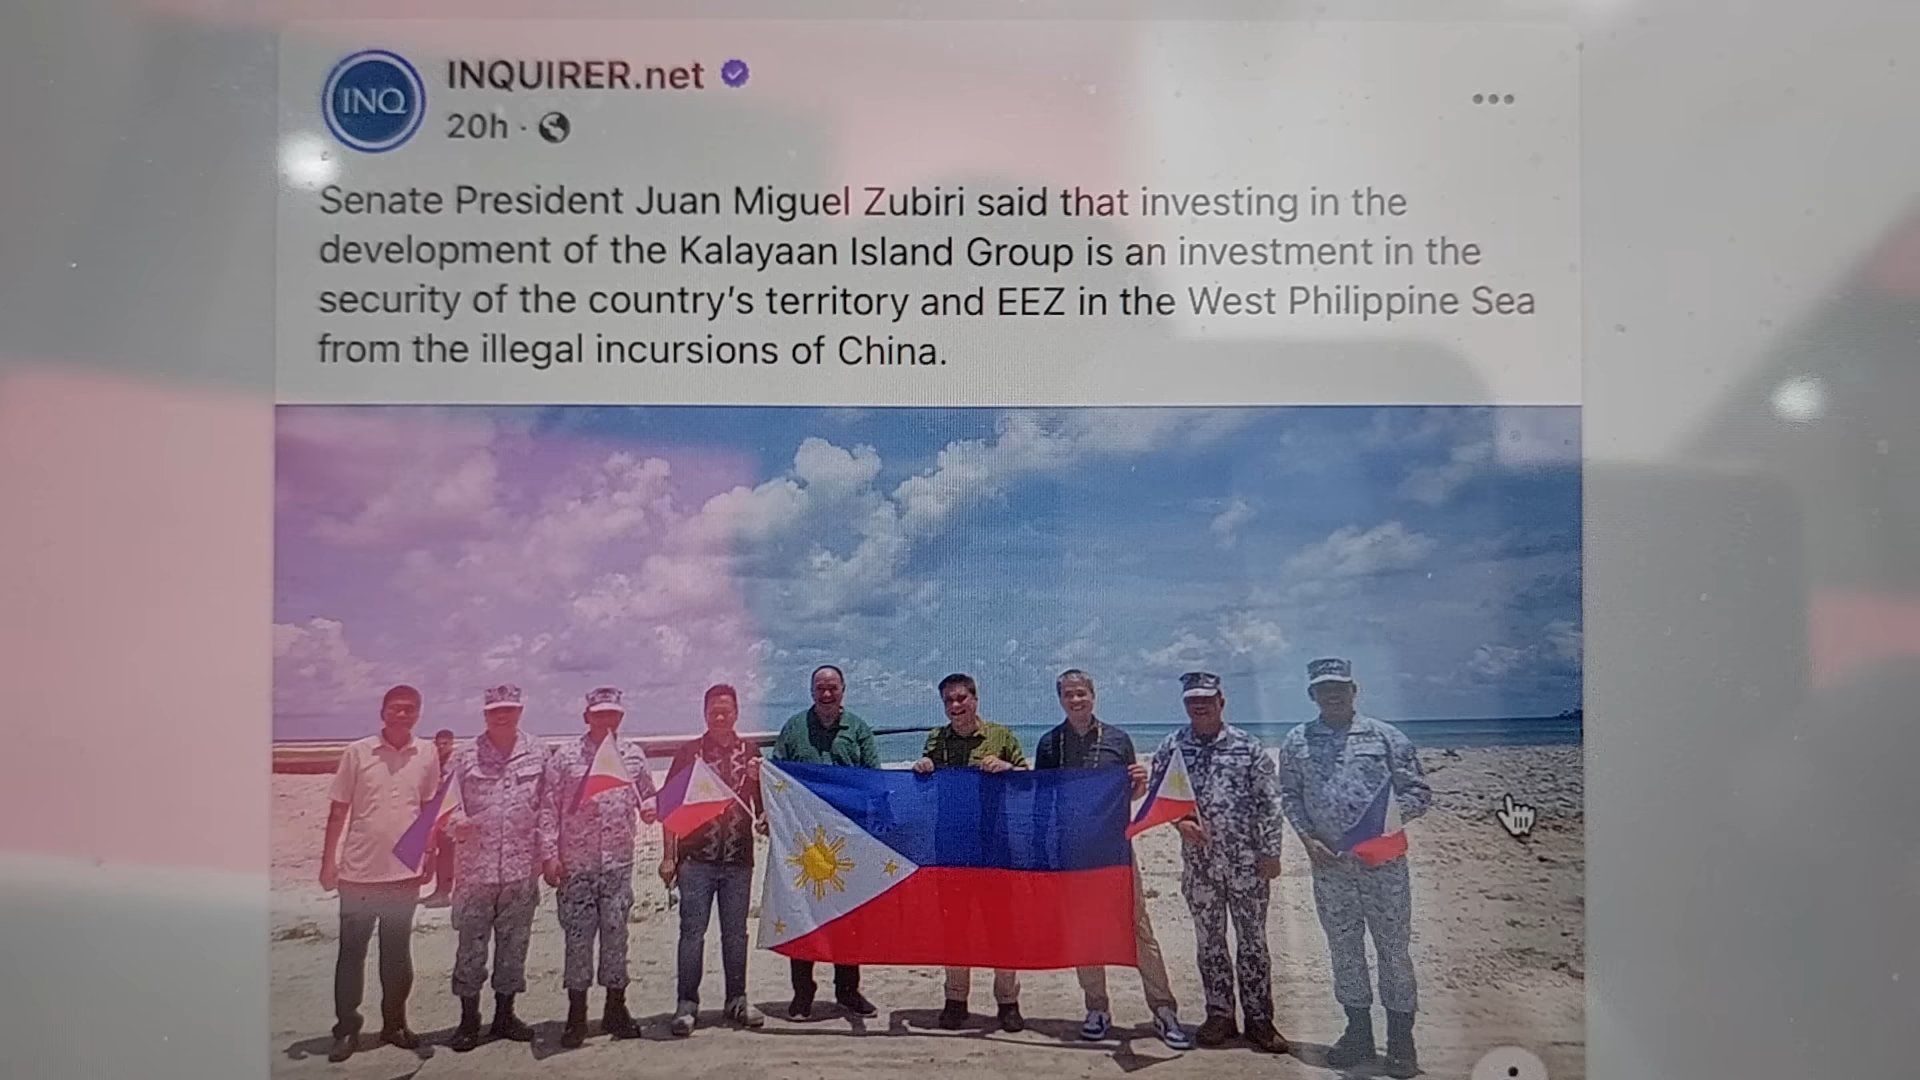 INQ
INQUIRER.net
20h ·
Senate President Juan Miguel Zubiri said that investing in the
development of the Kalayaan Island Group is an investment in the
security of the country's territory and EEZ in the West Philippine Sea
from the illegal incursions of China.